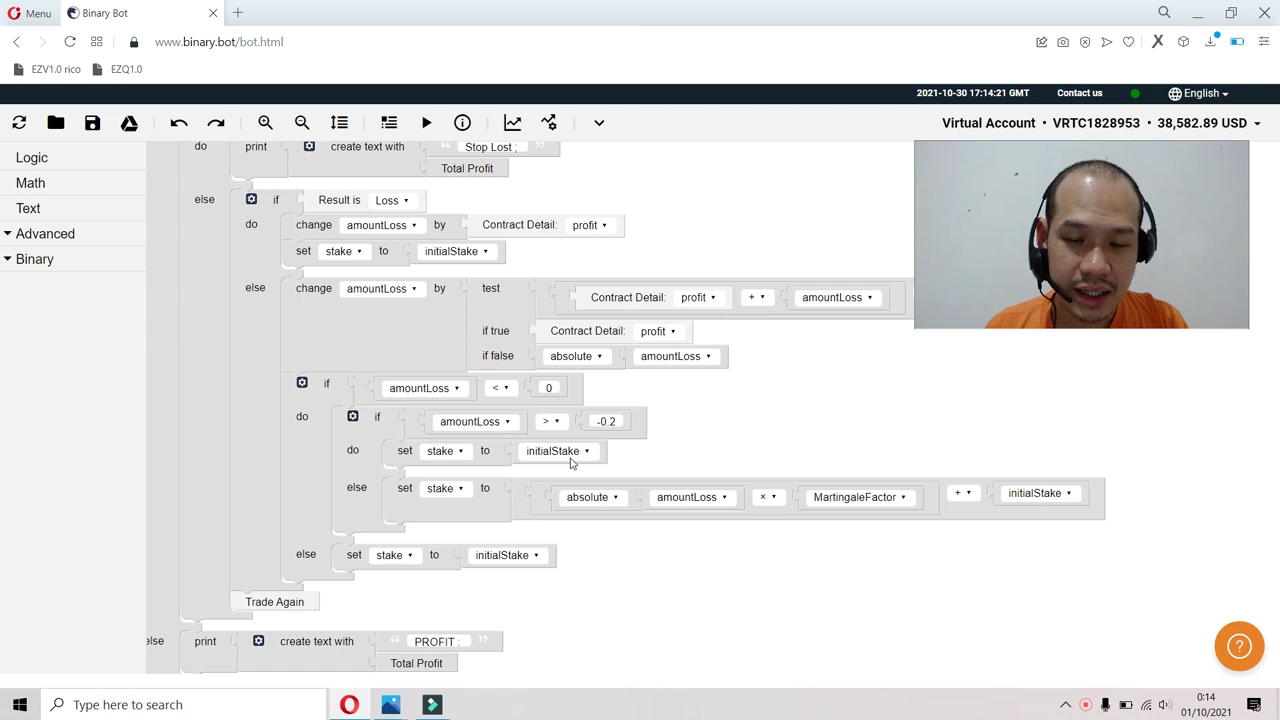 Menu
Binary Bot
www.binary.bot/bot.html
EZV1.0 rico
EZQ1.0
2021-10-30 17:14:21 GMT
Contact us
English
Virtual Account • VRTC1828953 • 38,582.89 USD
Logic
Math
Text
Advanced
Binary
do print create text with “ Stop Lost ; ”
Total Profit
else if Result is Loss
do change amountLoss by Contract Detail: profit
set stake to initialStake
else change amountLoss by test Contract Detail: profit + amountLoss
if true Contract Detail: profit
if false absolute amountLoss
if amountLoss < 0
do if amountLoss > -0.2
do set stake to initialStake
else set stake to absolute amountLoss × MartingaleFactor + initialStake
else set stake to initialStake
Trade Again
else print create text with “ PROFIT : ”
Total Profit
Type here to search
0:14
01/10/2021